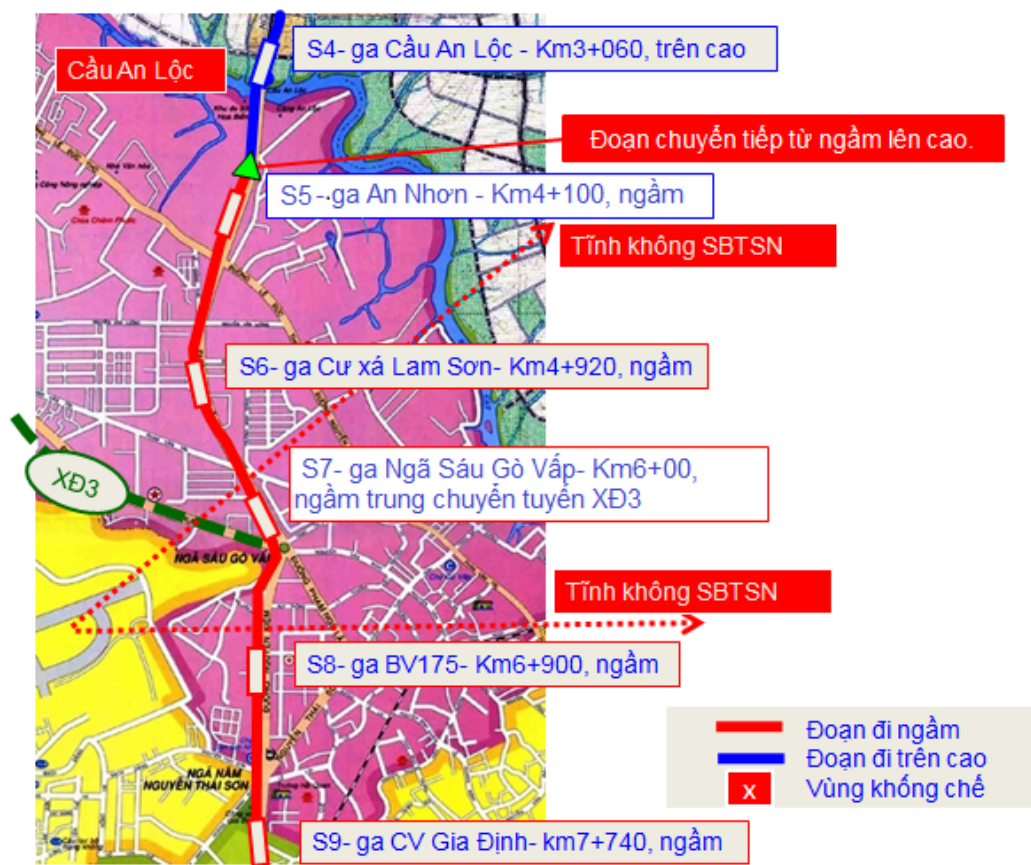 S4- ga Cầu An Lộc - Km3+060, trên cao
Cầu An Lộc
Đoạn chuyển tiếp từ ngầm lên cao.
S5--ga An Nhơn - Km4+100, ngầm
Tĩnh không SBTSN
S6- ga Cư xá Lam Sơn- Km4+920, ngầm
XĐ3
S7- ga Ngã Sáu Gò Vấp- Km6+00,
ngầm trung chuyển tuyến XĐ3
NGÃ SÁU GÒ VẤP
Tĩnh không SBTSN
S8- ga BV175- Km6+900, ngầm
NGÃ NĂM
NGUYỄN THÁI SƠN
S9- ga CV Gia Định- km7+740, ngầm
Đoạn đi ngầm
Đoạn đi trên cao
x Vùng khống chế